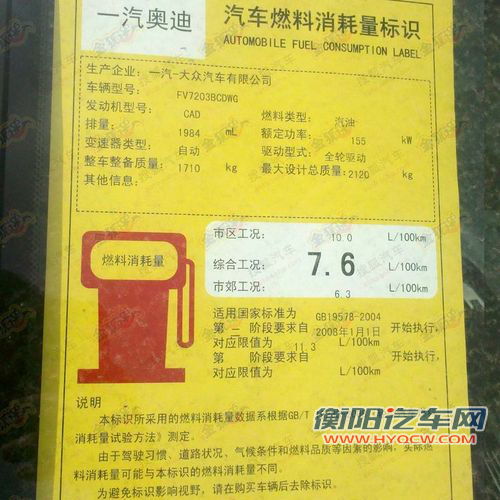 一汽奥迪
汽车燃料消耗量标识
AUTOMOBILE FUEL CONSUMPTION LABEL
生产企业: 一汽-大众汽车有限公司
车辆型号: FV7203BCDWG
发动机型号: CAD 燃料类型: 汽油
排量: 1984 mL 额定功率: 155 kW
变速器类型: 自动 驱动型式: 全轮驱动
整车整备质量: 1710 kg 最大设计总质量: 2120 kg
其他信息:
燃料消耗量
市区工况: 10.0 L/100km
综合工况: 7.6 L/100km
市郊工况: 6.3 L/100km
适用国家标准为 GB19578-2004
第 一 阶段要求自 2008年1月1日 开始执行,
对应限值为 11.3 L/100km
第 阶段要求自 开始执行,
对应限值为 L/100km
说明
本标识所采用的燃料消耗量数据系根据GB/T
消耗量试验方法》测定。
由于驾驶习惯、道路状况、气候条件和燃料品质等因素的影响,实际燃
料消耗量可能与本标识的燃料消耗量不同。
为避免标识影响视野,请在购买车辆后去除标识。
衡阳汽车网
WWW.HYQCW.COM